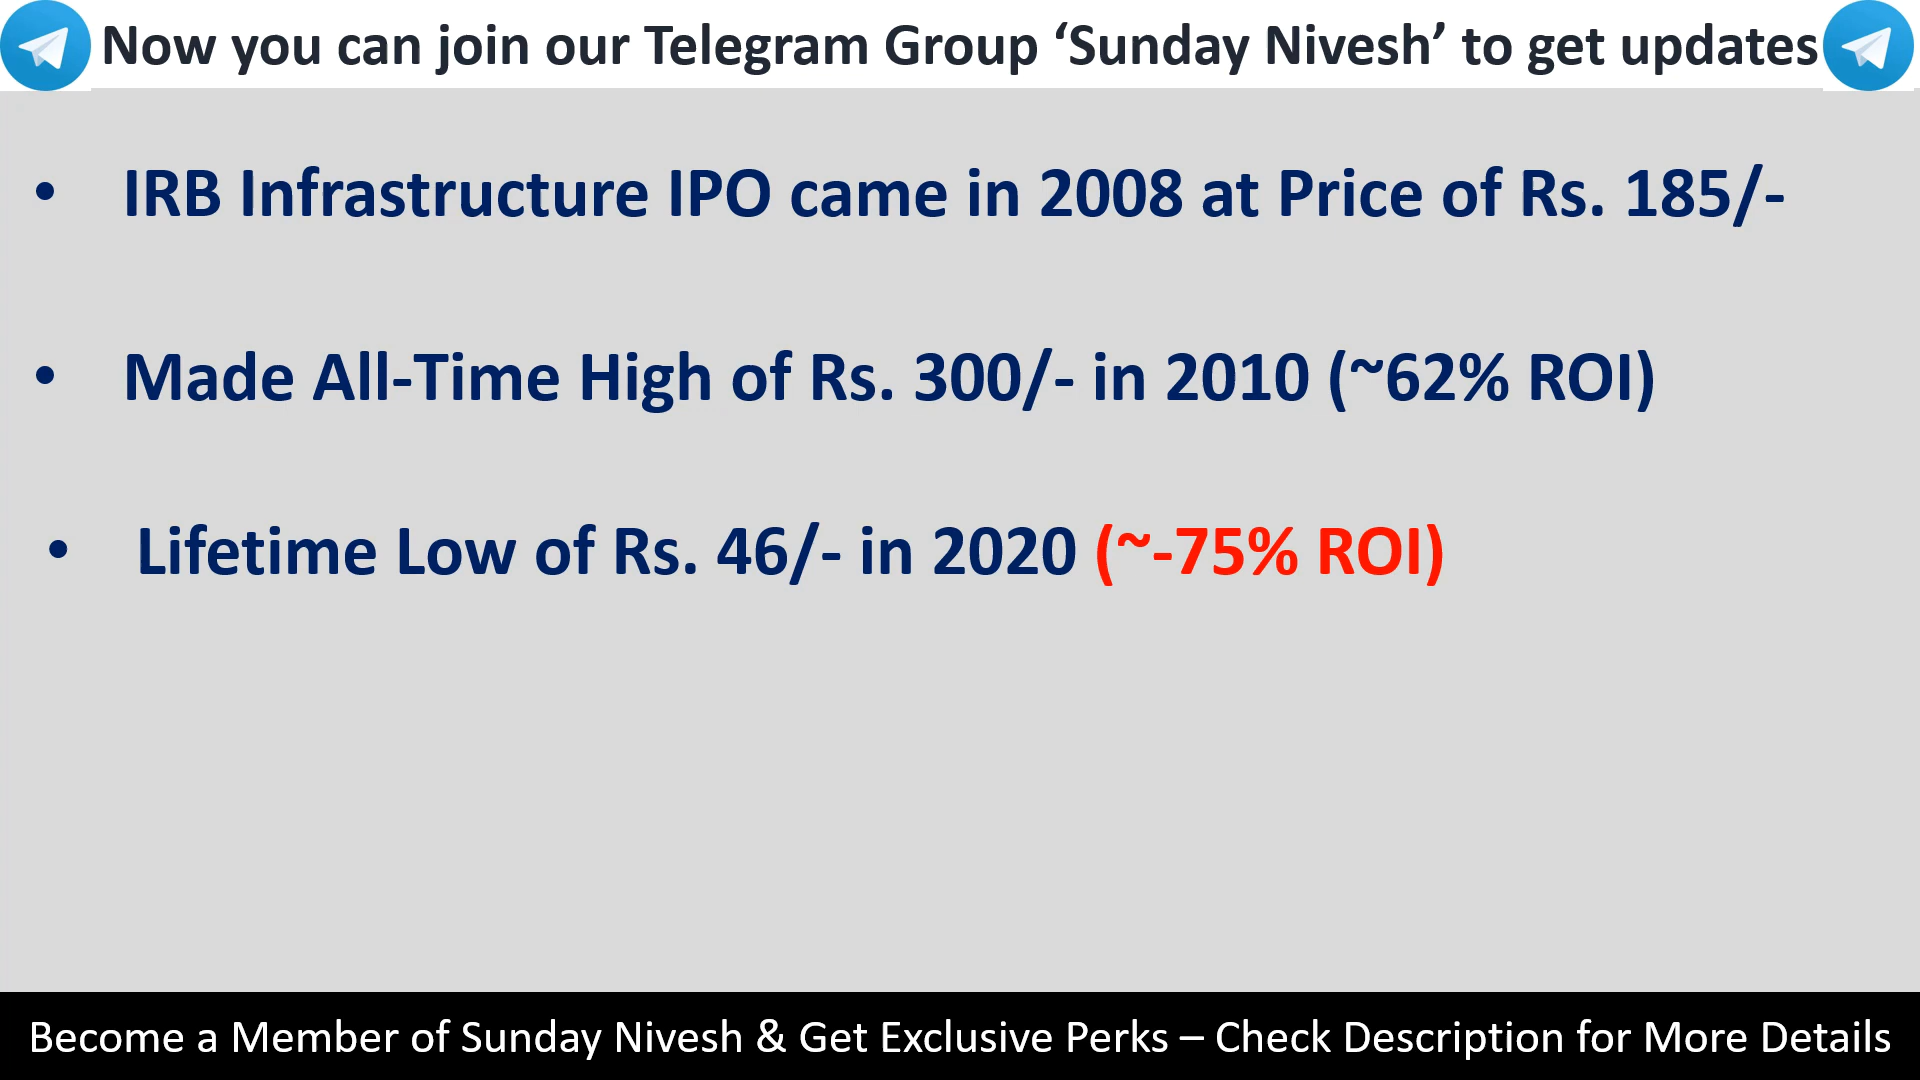 Now you can join our Telegram Group ‘Sunday Nivesh’ to get updates
• IRB Infrastructure IPO came in 2008 at Price of Rs. 185/-
• Made All-Time High of Rs. 300/- in 2010 (~62% ROI)
• Lifetime Low of Rs. 46/- in 2020 (~-75% ROI)
Become a Member of Sunday Nivesh & Get Exclusive Perks – Check Description for More Details